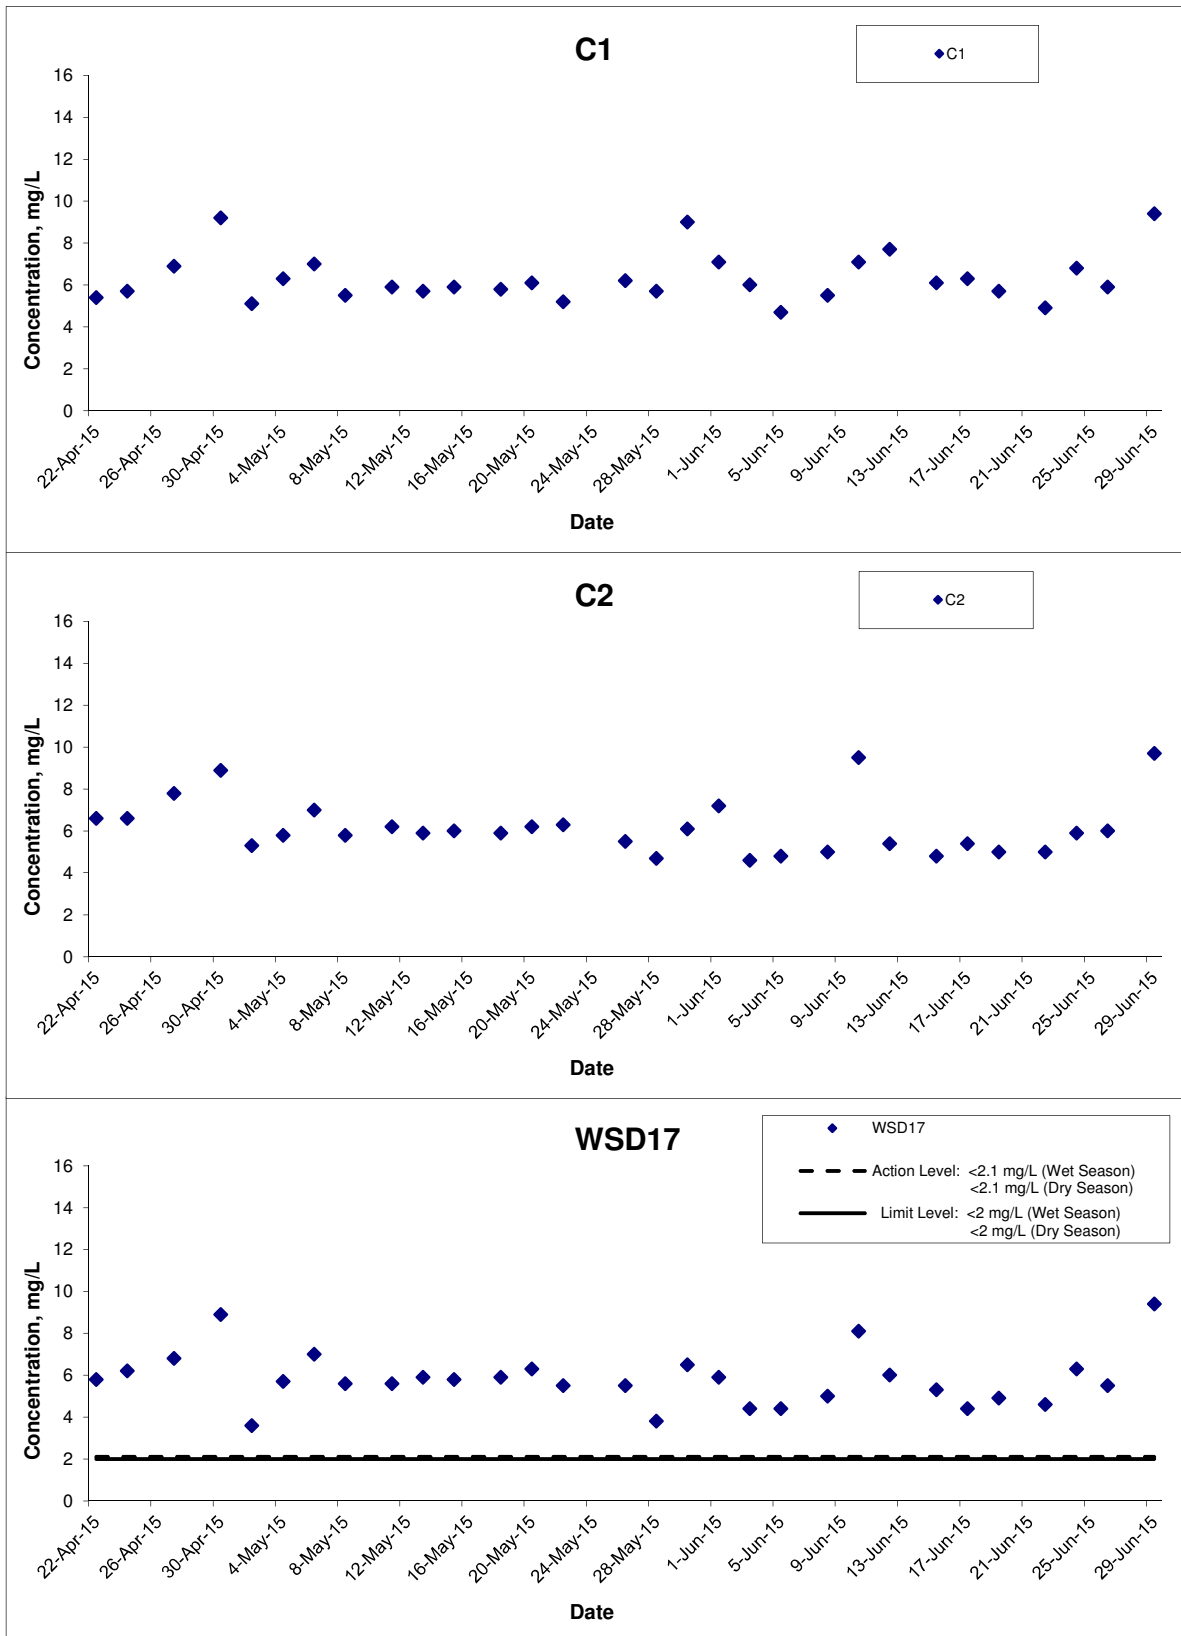 C1
C1
16
14
12
10
8
6
4
2
0
Concentration, mg/L
22-Apr-15
26-Apr-15
30-Apr-15
4-May-15
8-May-15
12-May-15
16-May-15
20-May-15
24-May-15
28-May-15
1-Jun-15
5-Jun-15
9-Jun-15
13-Jun-15
17-Jun-15
21-Jun-15
25-Jun-15
29-Jun-15
Date
C2
C2
16
14
12
10
8
6
4
2
0
Concentration, mg/L
22-Apr-15
26-Apr-15
30-Apr-15
4-May-15
8-May-15
12-May-15
16-May-15
20-May-15
24-May-15
28-May-15
1-Jun-15
5-Jun-15
9-Jun-15
13-Jun-15
17-Jun-15
21-Jun-15
25-Jun-15
29-Jun-15
Date
WSD17
WSD17
Action Level: <2.1 mg/L (Wet Season)
<2.1 mg/L (Dry Season)
Limit Level: <2 mg/L (Wet Season)
<2 mg/L (Dry Season)
16
14
12
10
8
6
4
2
0
Concentration, mg/L
22-Apr-15
26-Apr-15
30-Apr-15
4-May-15
8-May-15
12-May-15
16-May-15
20-May-15
24-May-15
28-May-15
1-Jun-15
5-Jun-15
9-Jun-15
13-Jun-15
17-Jun-15
21-Jun-15
25-Jun-15
29-Jun-15
Date